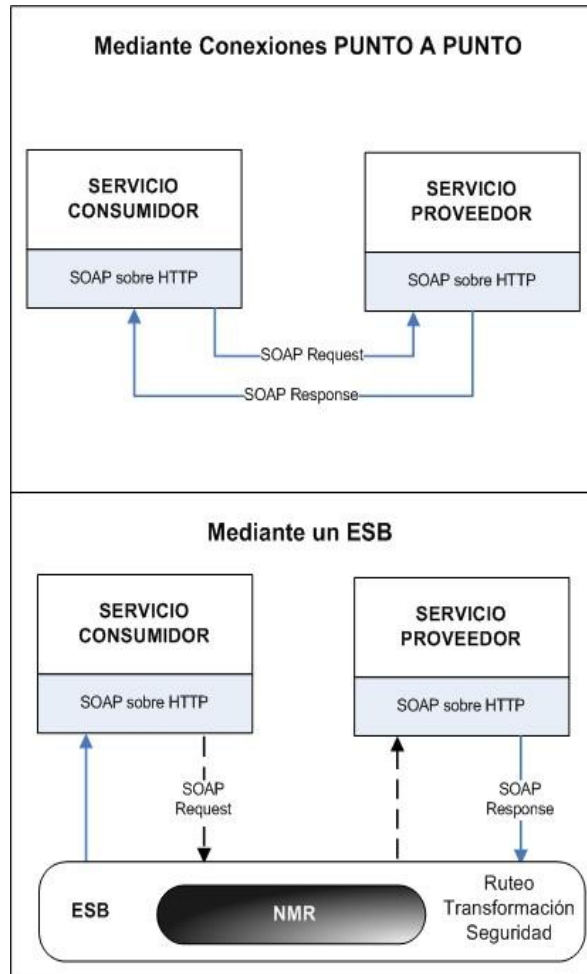 Mediante Conexiones PUNTO A PUNTO
SERVICIO
CONSUMIDOR
SOAP sobre HTTP
SERVICIO
PROVEEDOR
SOAP sobre HTTP
SOAP Request
SOAP Response
Mediante un ESB
SERVICIO
CONSUMIDOR
SOAP sobre HTTP
SERVICIO
PROVEEDOR
SOAP sobre HTTP
SOAP
Request
SOAP
Response
ESB
NMR
Ruteo
Transformación
Seguridad